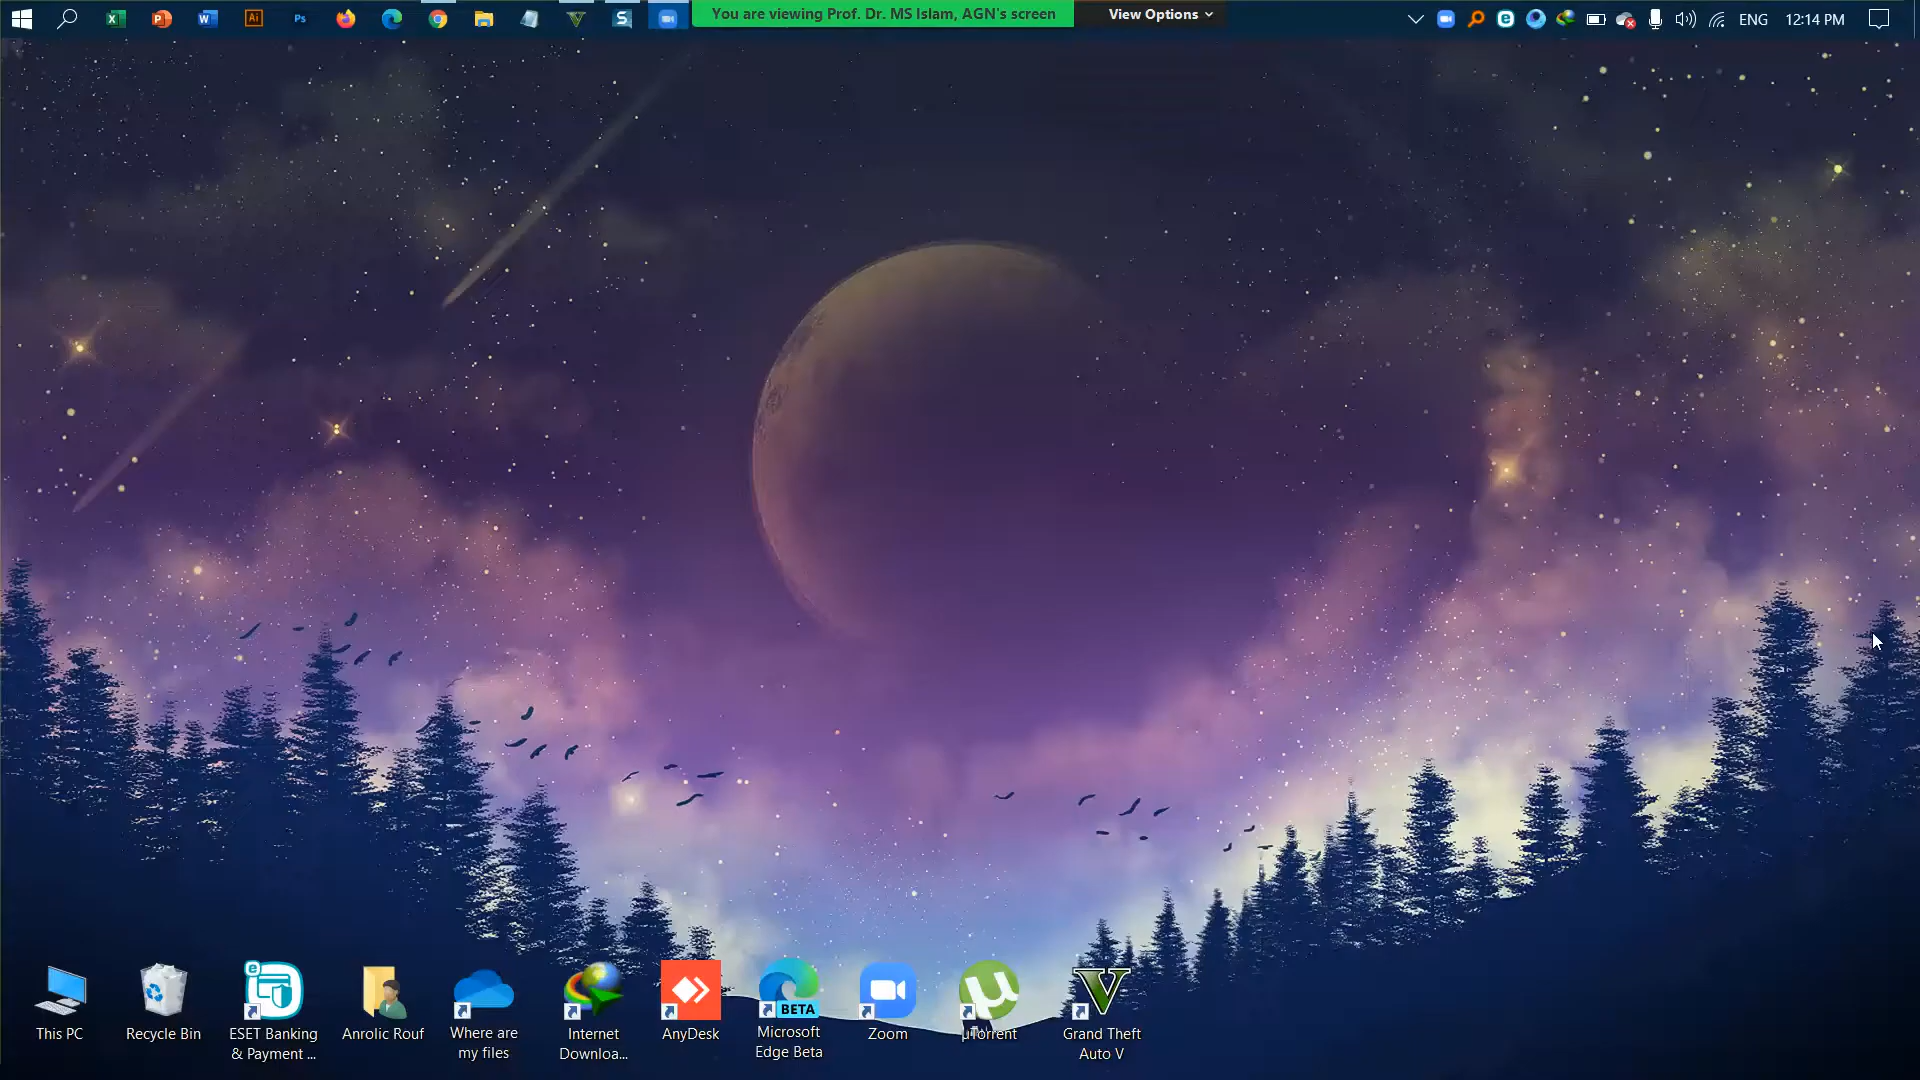 Ai
Ps
You are viewing Prof. Dr. MS Islam, AGN's screen
View Options
ENG
12:14 PM
This PC
Recycle Bin
ESET Banking
& Payment ...
Anrolic Rouf
Where are
my files
Internet
Downloa...
AnyDesk
BETA
Microsoft
Edge Beta
Zoom
µTorrent
Grand Theft
Auto V